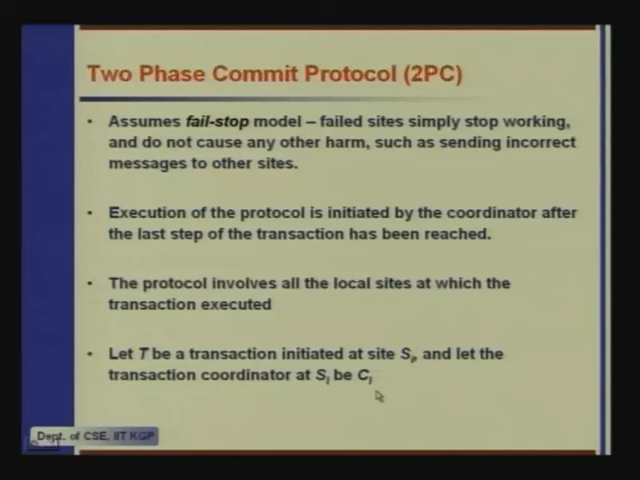 Two Phase Commit Protocol (2PC)
• Assumes fail-stop model – failed sites simply stop working,
and do not cause any other harm, such as sending incorrect
messages to other sites.
• Execution of the protocol is initiated by the coordinator after
the last step of the transaction has been reached.
• The protocol involves all the local sites at which the
transaction executed
• Let T be a transaction initiated at site Si, and let the
transaction coordinator at Si be Ci
Dept. of CSE, IIT KGP